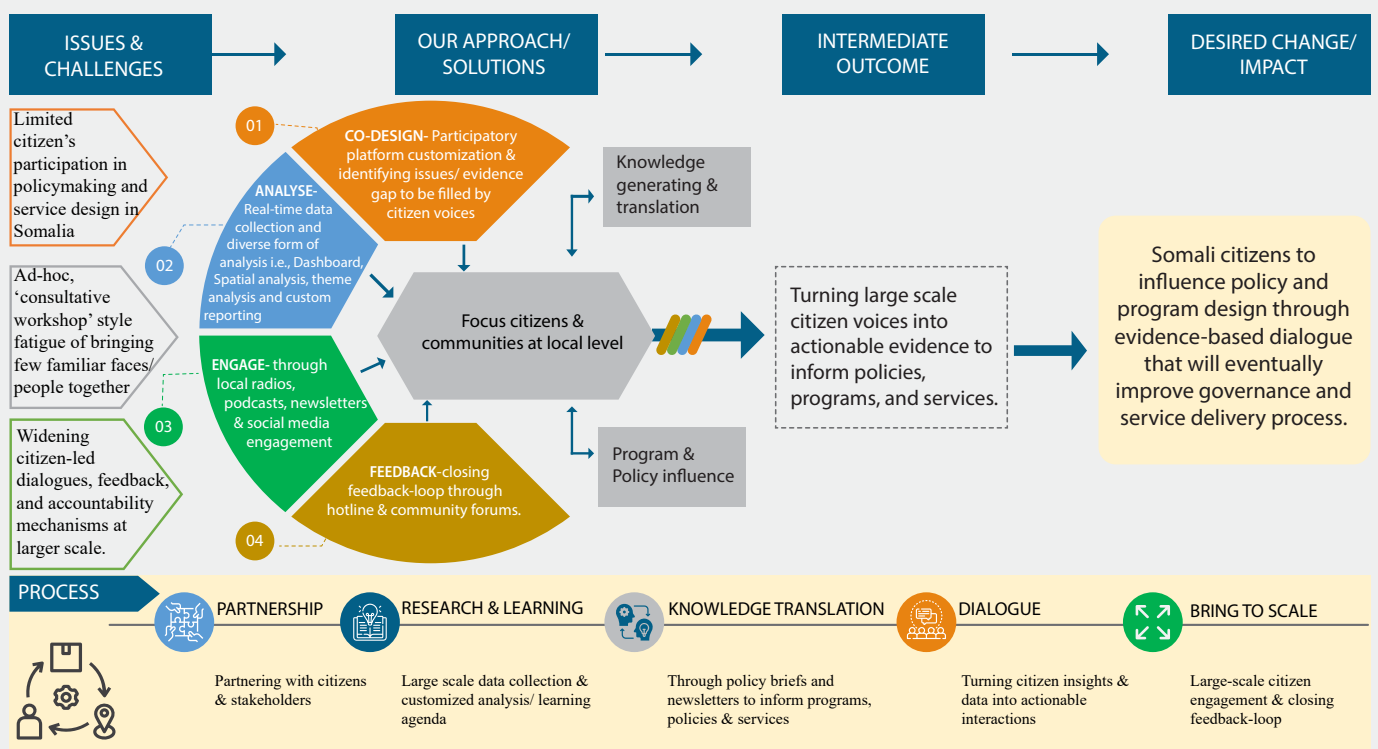 ISSUES &
CHALLENGES
OUR APPROACH/
SOLUTIONS
INTERMEDIATE
OUTCOME
DESIRED CHANGE/
IMPACT
Limited
citizen’s
participation in
policymaking and
service design in
Somalia
Ad-hoc,
‘consultative
workshop’ style
fatigue of bringing
few familiar faces/
people together
Widening
citizen-led
dialogues, feedback,
and accountability
mechanisms at
larger scale.
01
CO-DESIGN- Participatory
platform customization &
identifying issues/ evidence
gap to be filled by
citizen voices
02
ANALYSE-
Real-time data
collection and
diverse form of
analysis i.e., Dashboard,
Spatial analysis, theme
analysis and custom
reporting
03
ENGAGE- through
local radios,
podcasts, newsletters
& social media
engagement
04
FEEDBACK-closing
feedback-loop through
hotline & community forums.
Focus citizens &
communities at local level
Knowledge
generating &
translation
Program &
Policy influence
Turning large scale
citizen voices into
actionable evidence to
inform policies,
programs, and services.
Somali citizens to
influence policy and
program design through
evidence-based dialogue
that will eventually
improve governance and
service delivery process.
PROCESS
PARTNERSHIP
Partnering with citizens
& stakeholders
RESEARCH & LEARNING
Large scale data collection &
customized analysis/ learning
agenda
KNOWLEDGE TRANSLATION
Through policy briefs and
newsletters to inform programs,
policies & services
DIALOGUE
Turning citizen insights &
data into actionable
interactions
BRING TO SCALE
Large-scale citizen
engagement & closing
feedback-loop